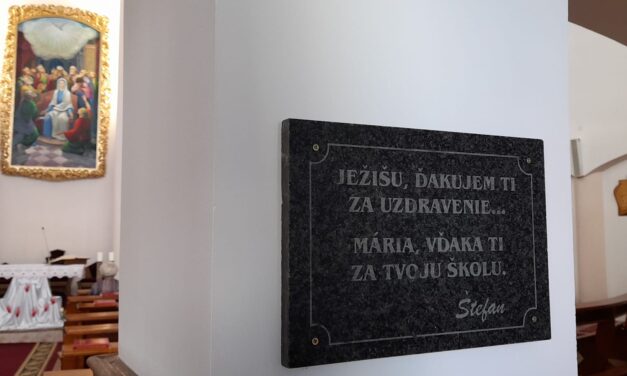 JEŽIŠU, ĎAKUJEM TI
ZA UZDRAVENIE...
MÁRIA, VĎAKA TI
ZA TVOJU ŠKOLU.
Štefan